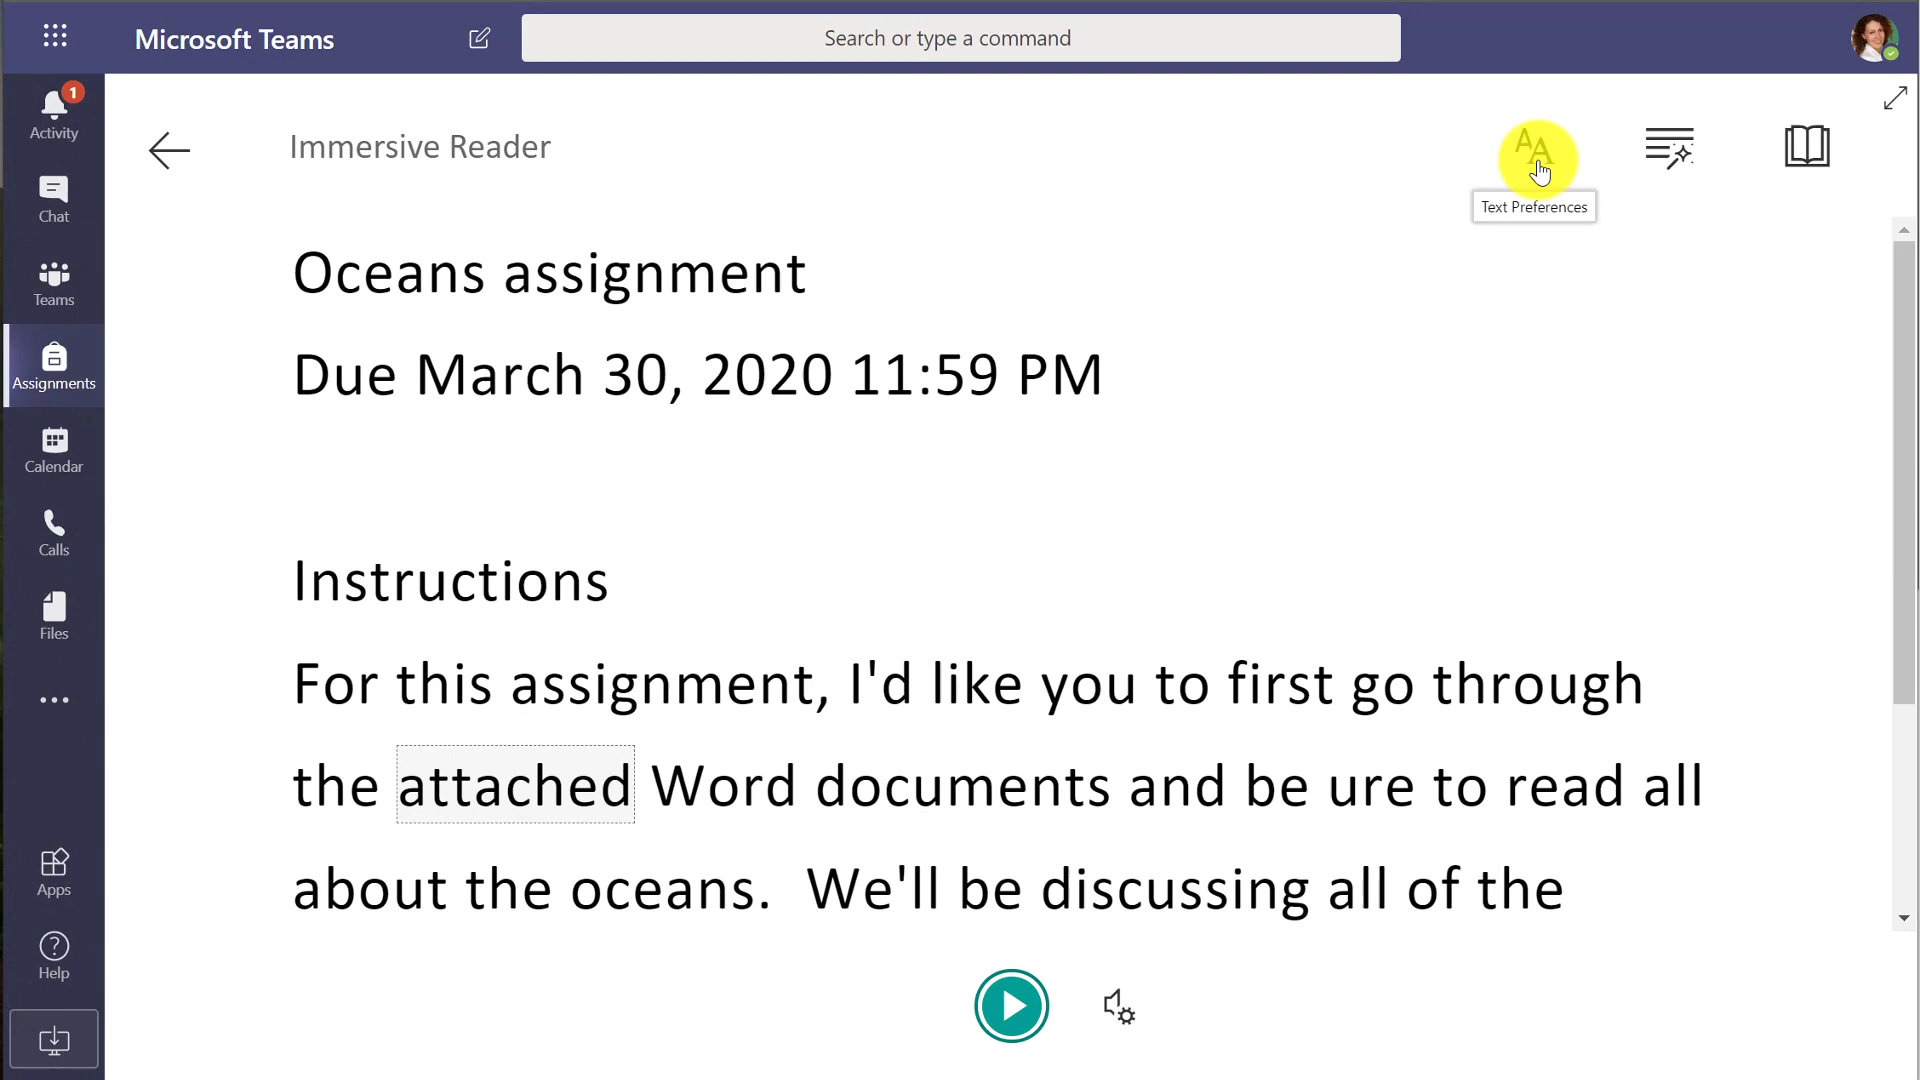 Microsoft Teams
Search or type a command
1
Activity
Chat
Teams
Assignments
Calendar
Calls
Files
Apps
Help
Immersive Reader
Text Preferences
Oceans assignment
Due March 30, 2020 11:59 PM
Instructions
For this assignment, I'd like you to first go through
the attached Word documents and be ure to read all
about the oceans.  We'll be discussing all of the